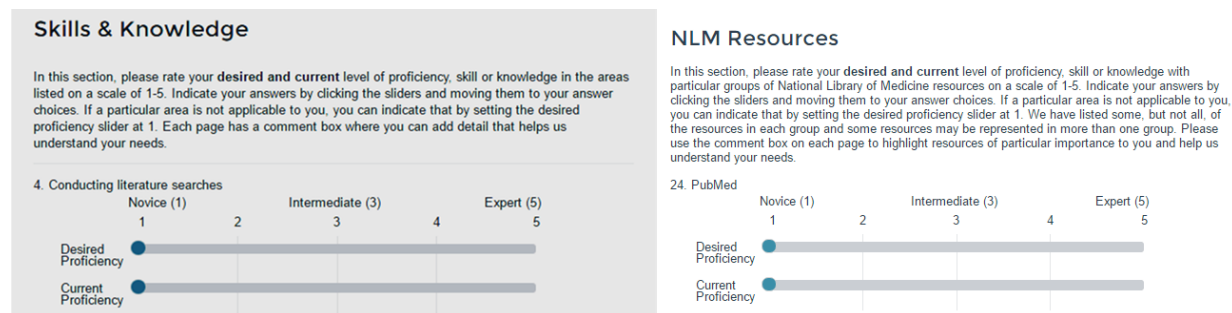 Skills & Knowledge
In this section, please rate your desired and current level of proficiency, skill or knowledge in the areas
listed on a scale of 1-5. Indicate your answers by clicking the sliders and moving them to your answer
choices. If a particular area is not applicable to you, you can indicate that by setting the desired
proficiency slider at 1. Each page has a comment box where you can add detail that helps us
understand your needs.
4. Conducting literature searches
Novice (1) Intermediate (3) Expert (5)
1 2 3 4 5
Desired
Proficiency
Current
Proficiency
NLM Resources
In this section, please rate your desired and current level of proficiency, skill or knowledge with
particular groups of National Library of Medicine resources on a scale of 1-5. Indicate your answers by
clicking the sliders and moving them to your answer choices. If a particular area is not applicable to you,
you can indicate that by setting the desired proficiency slider at 1. We have listed some, but not all, of
the resources in each group and some resources may be represented in more than one group. Please
use the comment box on each page to highlight resources of particular importance to you and help us
understand your needs.
24. PubMed
Novice (1) Intermediate (3) Expert (5)
1 2 3 4 5
Desired
Proficiency
Current
Proficiency